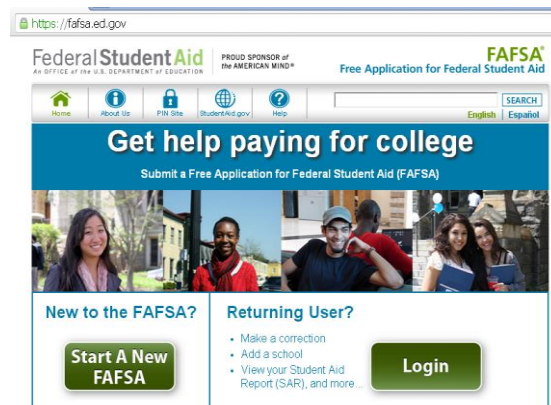 https://fafsa.ed.gov
Federal Student Aid
An OFFICE of the U.S. DEPARTMENT of EDUCATION
PROUD SPONSOR of
the AMERICAN MIND®
FAFSA®
Free Application for Federal Student Aid
Home
About Us
PIN Site
StudentAid.gov
Help
SEARCH
English | Español
Get help paying for college
Submit a Free Application for Federal Student Aid (FAFSA)
New to the FAFSA?
Start A New
FAFSA
Returning User?
• Make a correction
• Add a school
• View your Student Aid
Report (SAR), and more...
Login